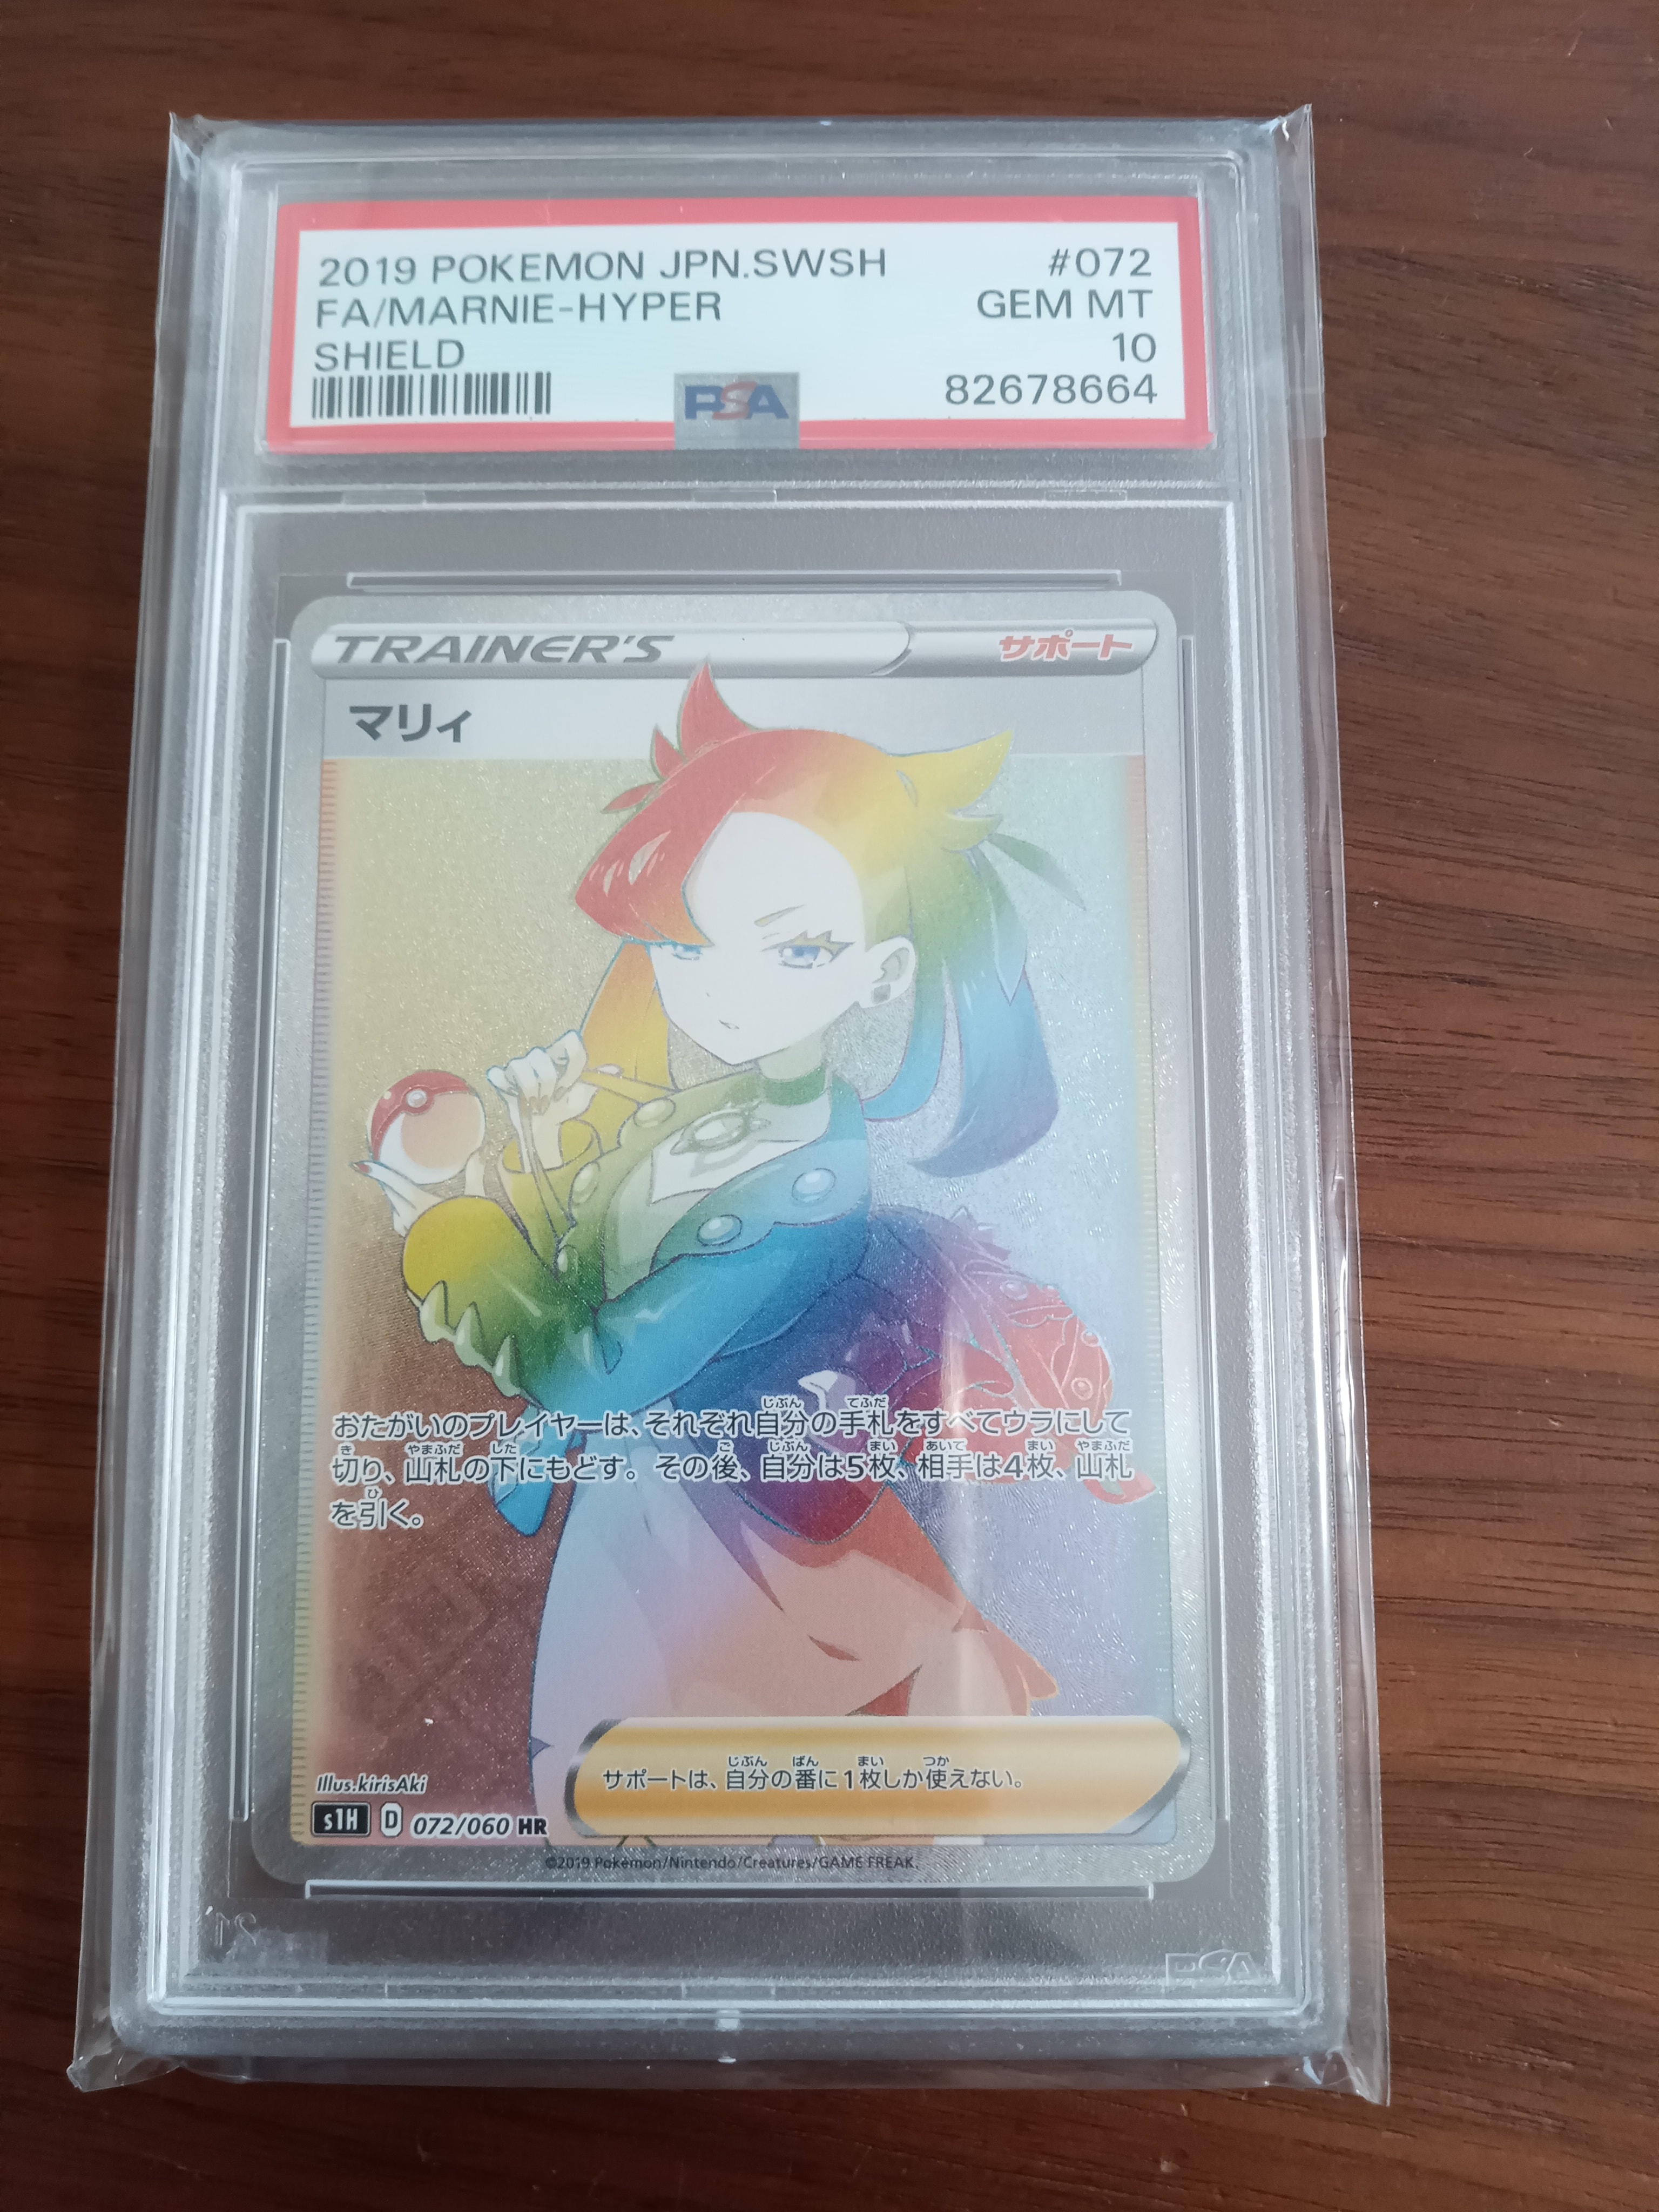 2019 POKEMON JPN.SWSH #072
FA/MARNIE-HYPER GEM MT
SHIELD 10
PSA 82678664
TRAINER'S サポート
マリィ
おたがいのプレイヤーは、それぞれ自分の手札をすべてウラにして
切り、山札の下にもどす。その後、自分は5枚、相手は4枚、山札
を引く。
Illus.kirisAki
サポートは、自分の番に1枚しか使えない。
s1H D 072/060 HR
©2019 Pokémon/Nintendo/Creatures/GAME FREAK.
PSA